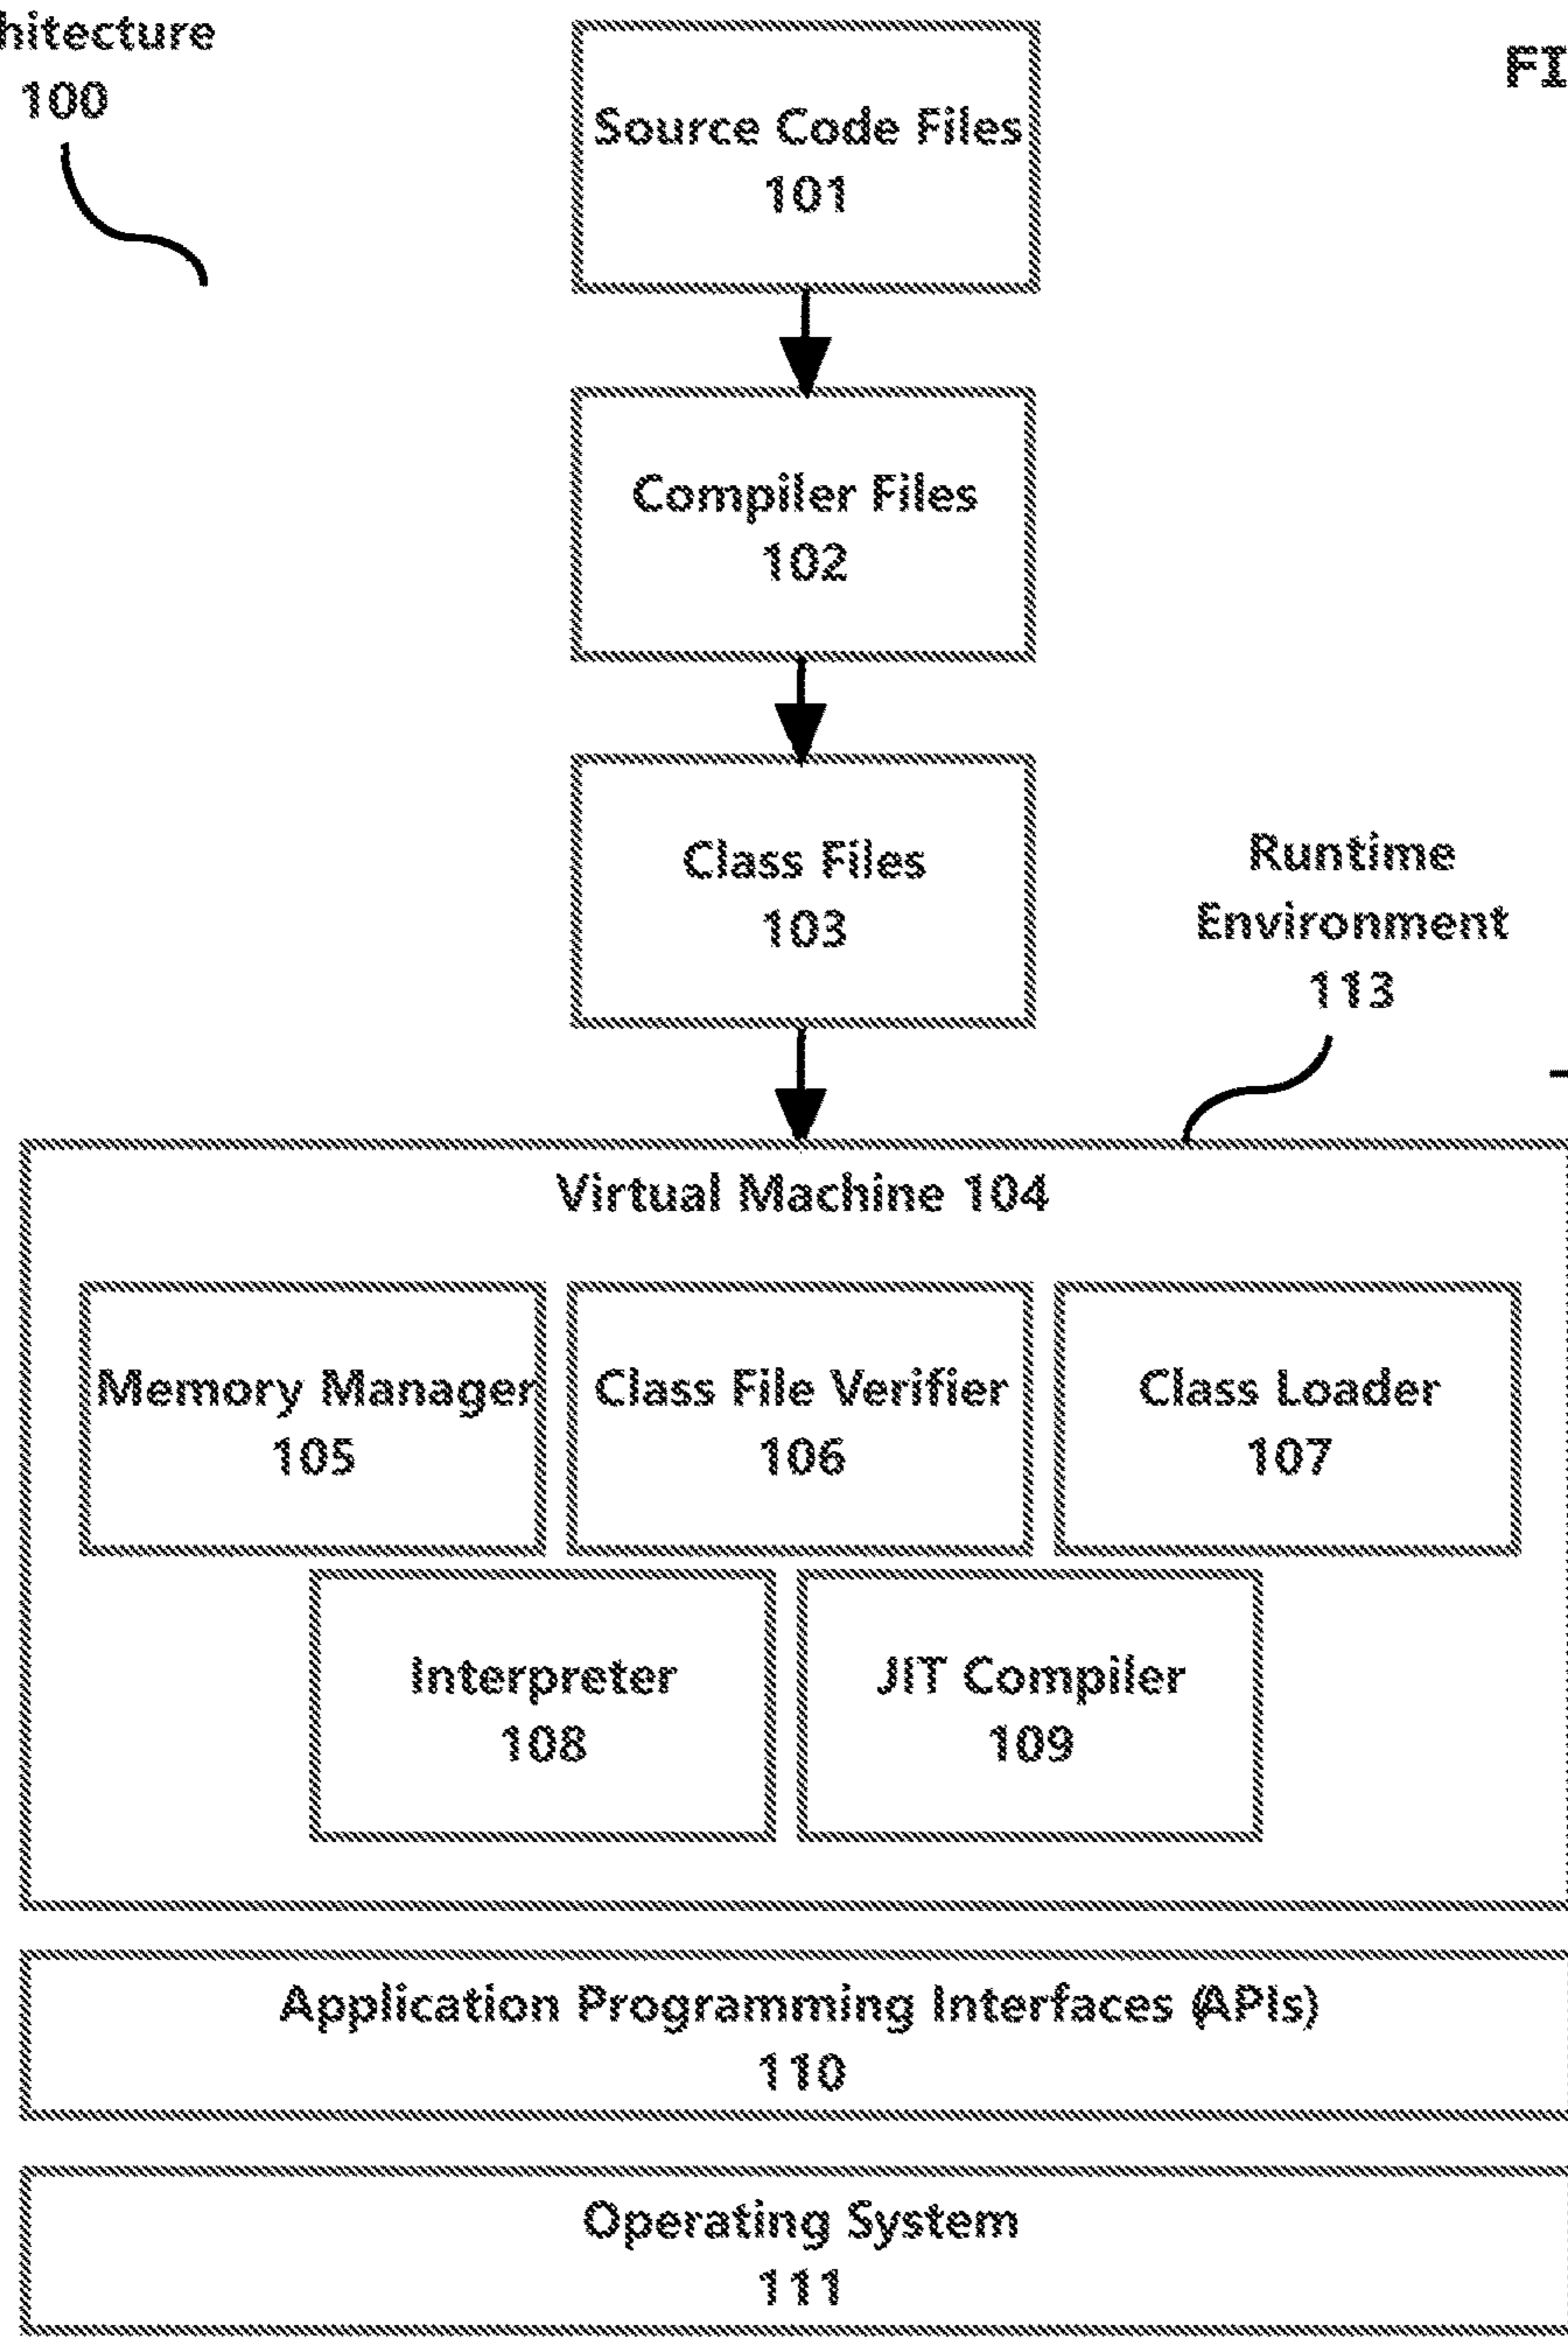 hitecture
100
FI
Source Code Files
101
Compiler Files
102
Class Files
103
Runtime
Environment
113
Virtual Machine 104
Memory Manager
105
Class File Verifier
106
Class Loader
107
Interpreter
108
JIT Compiler
109
Application Programming Interfaces (APIs)
110
Operating System
111